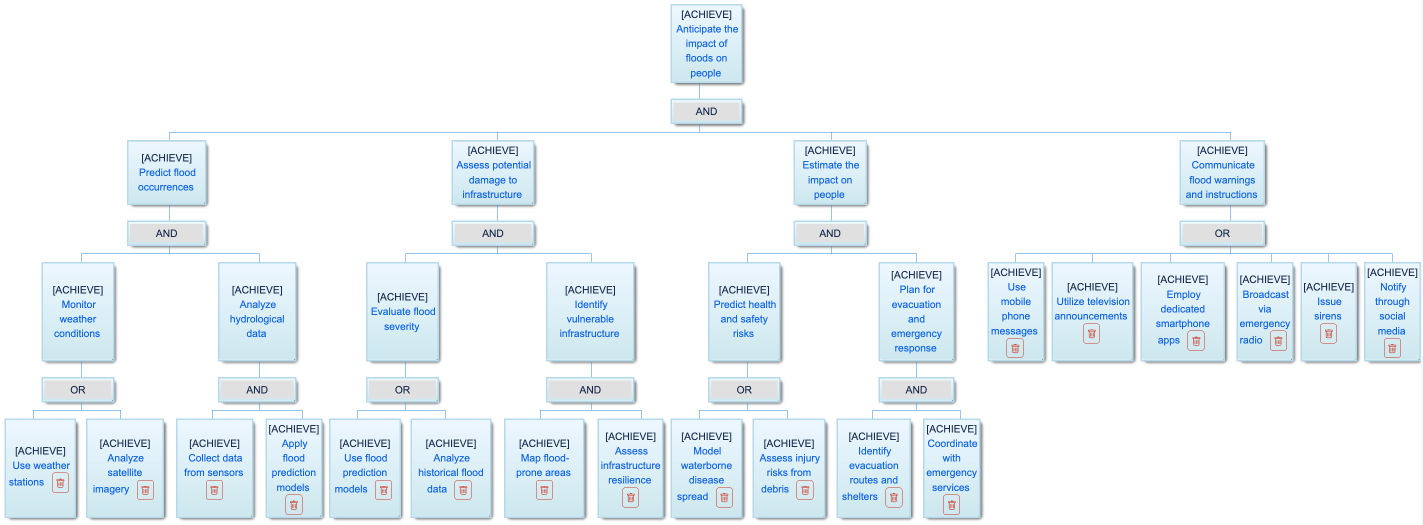 [ACHIEVE]
Anticipate the
impact of
floods on
people
AND
[ACHIEVE]
Predict flood
occurrences
[ACHIEVE]
Assess potential
damage to
infrastructure
[ACHIEVE]
Estimate the
impact on
people
[ACHIEVE]
Communicate
flood warnings
and instructions
AND
AND
AND
OR
[ACHIEVE]
Monitor
weather
conditions
[ACHIEVE]
Analyze
hydrological
data
[ACHIEVE]
Evaluate flood
severity
[ACHIEVE]
Identify
vulnerable
infrastructure
[ACHIEVE]
Predict health
and safety
risks
[ACHIEVE]
Plan for
evacuation
and
emergency
response
[ACHIEVE]
Use
mobile
phone
messages
[ACHIEVE]
Utilize television
announcements
[ACHIEVE]
Employ
dedicated
smartphone
apps
[ACHIEVE]
Broadcast
via
emergency
radio
[ACHIEVE]
Issue
sirens
[ACHIEVE]
Notify
through
social
media
OR
AND
OR
AND
OR
AND
[ACHIEVE]
Use weather
stations
[ACHIEVE]
Analyze
satellite
imagery
[ACHIEVE]
Collect data
from sensors
[ACHIEVE]
Apply
flood
prediction
models
[ACHIEVE]
Use flood
prediction
models
[ACHIEVE]
Analyze
historical flood
data
[ACHIEVE]
Map flood-
prone areas
[ACHIEVE]
Assess
infrastructure
resilience
[ACHIEVE]
Model
waterborne
disease
spread
[ACHIEVE]
Assess injury
risks from
debris
[ACHIEVE]
Identify
evacuation
routes and
shelters
[ACHIEVE]
Coordinate
with
emergency
services